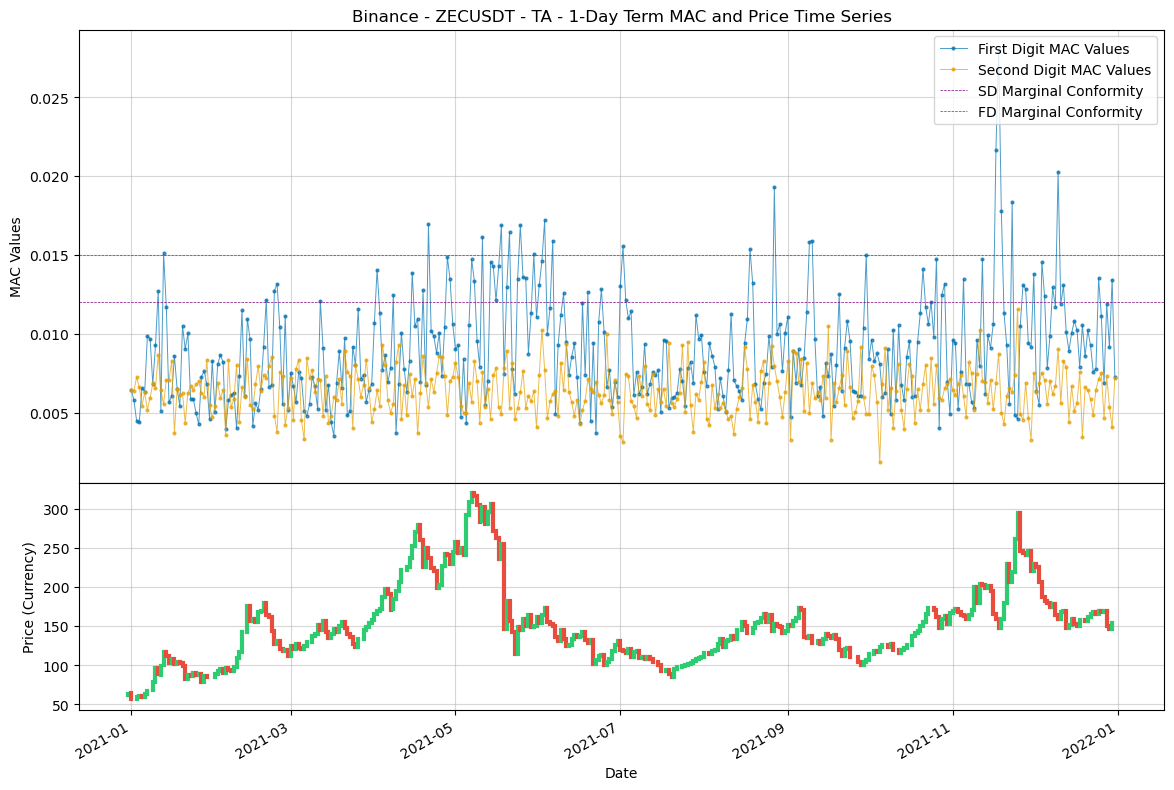 Binance - ZECUSDT - TA - 1-Day Term MAC and Price Time Series
First Digit MAC Values
Second Digit MAC Values
SD Marginal Conformity
FD Marginal Conformity
MAC Values
0.025
0.020
0.015
0.010
0.005
Price (Currency)
300
250
200
150
100
50
2021-01
2021-03
2021-05
2021-07
2021-09
2021-11
2022-01
Date